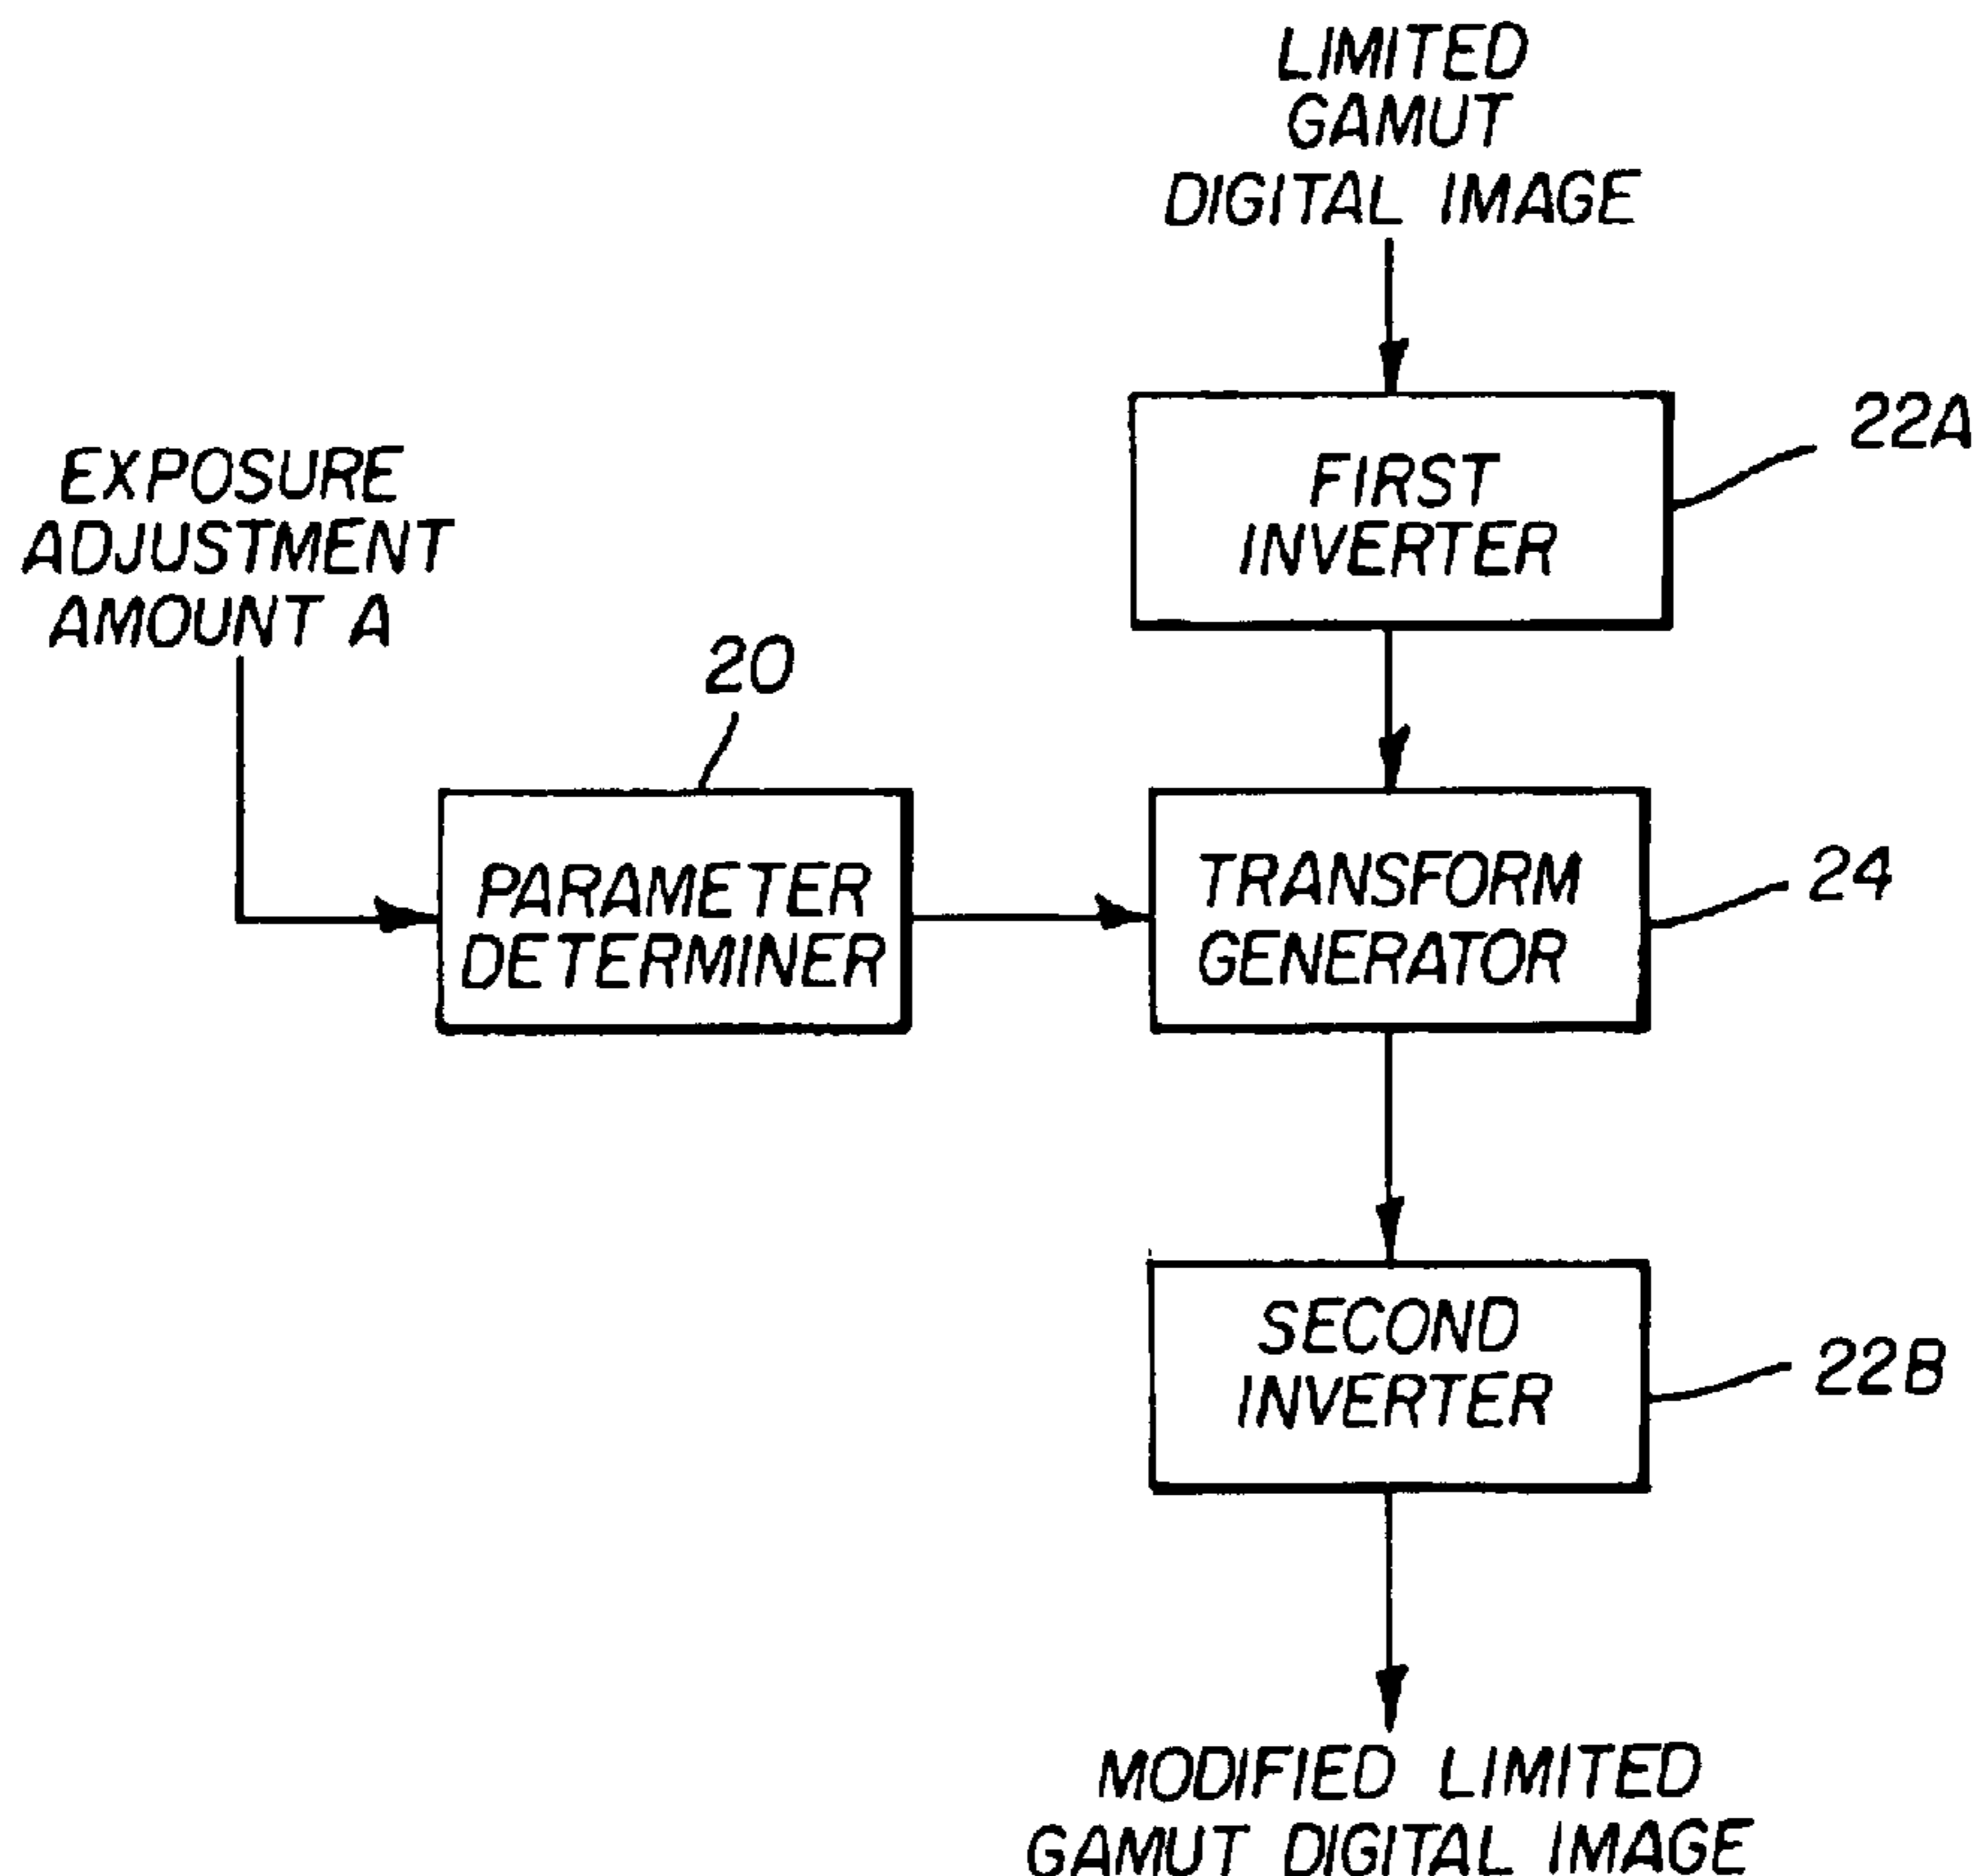 LIMITED
GAMUT
DIGITAL IMAGE
22A
FIRST
INVERTER
EXPOSURE
ADJUSTMENT
AMOUNT A
20
PARAMETER
DETERMINER
TRANSFORM
GENERATOR
24
SECOND
INVERTER
22B
MODIFIED LIMITED
GAMUT DIGITAL IMAGE